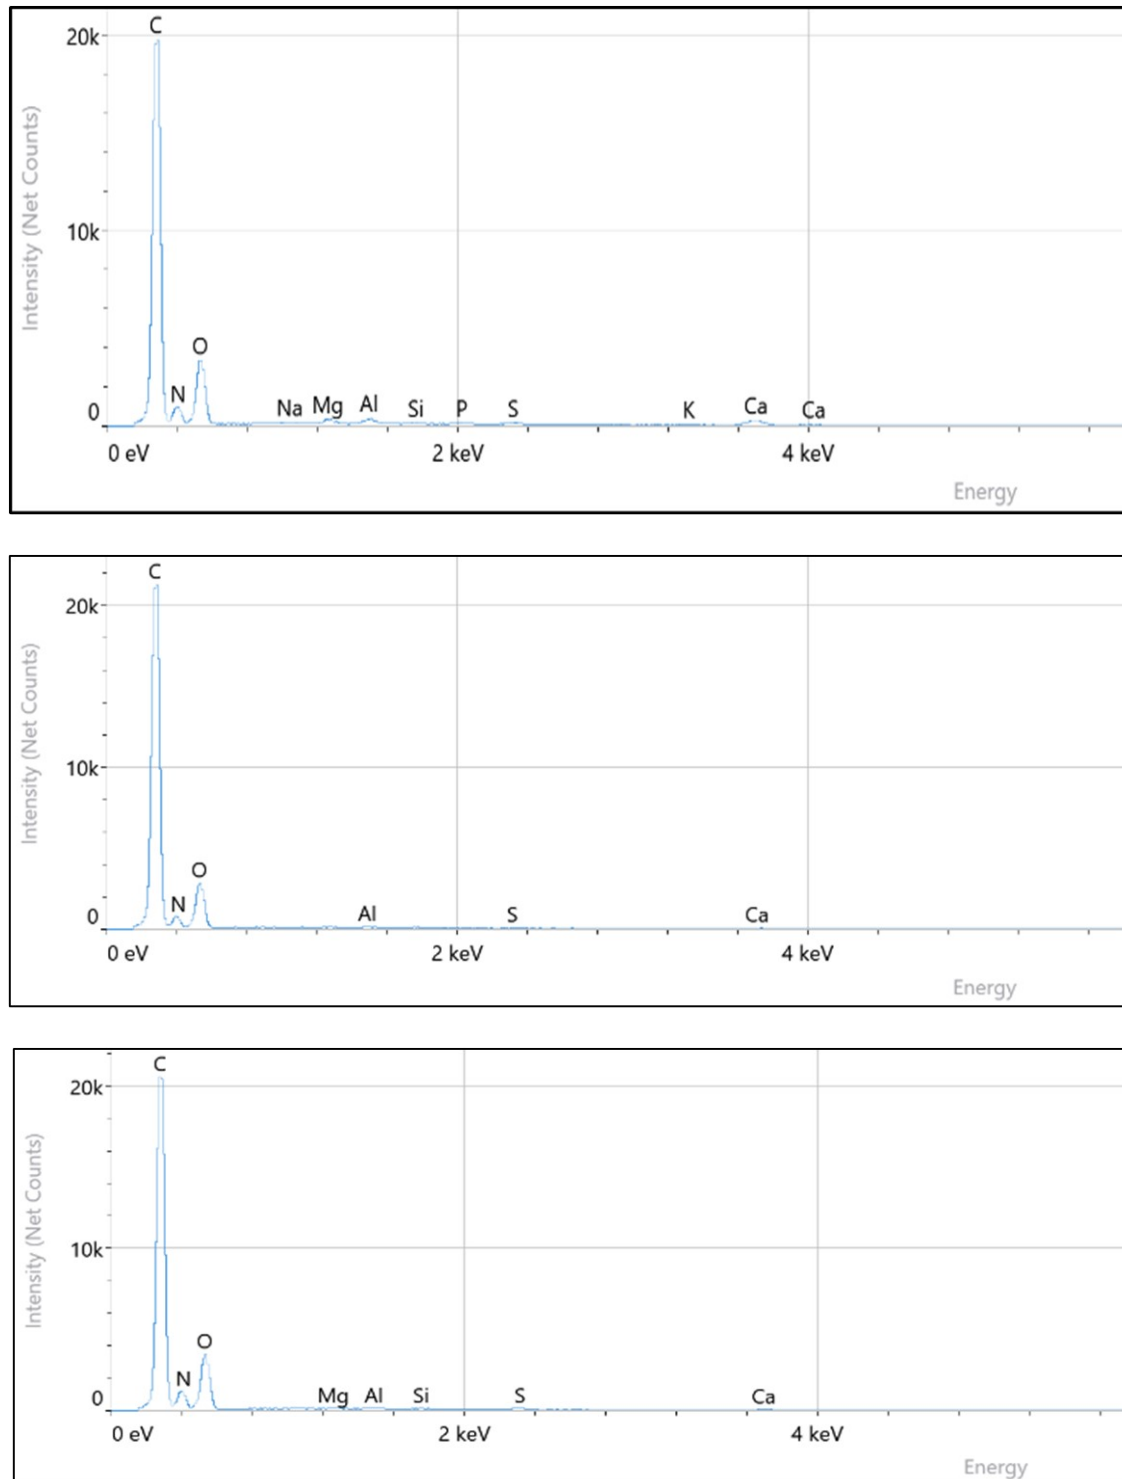 C
20k
Intensity (Net Counts)
10k
O
N
Na Mg Al Si P S K Ca Ca
0
0 eV 2 keV 4 keV
Energy
C
20k
Intensity (Net Counts)
10k
O
N
Al S Ca
0
0 eV 2 keV 4 keV
Energy
C
20k
Intensity (Net Counts)
10k
O
N
Mg Al Si S Ca
0
0 eV 2 keV 4 keV
Energy